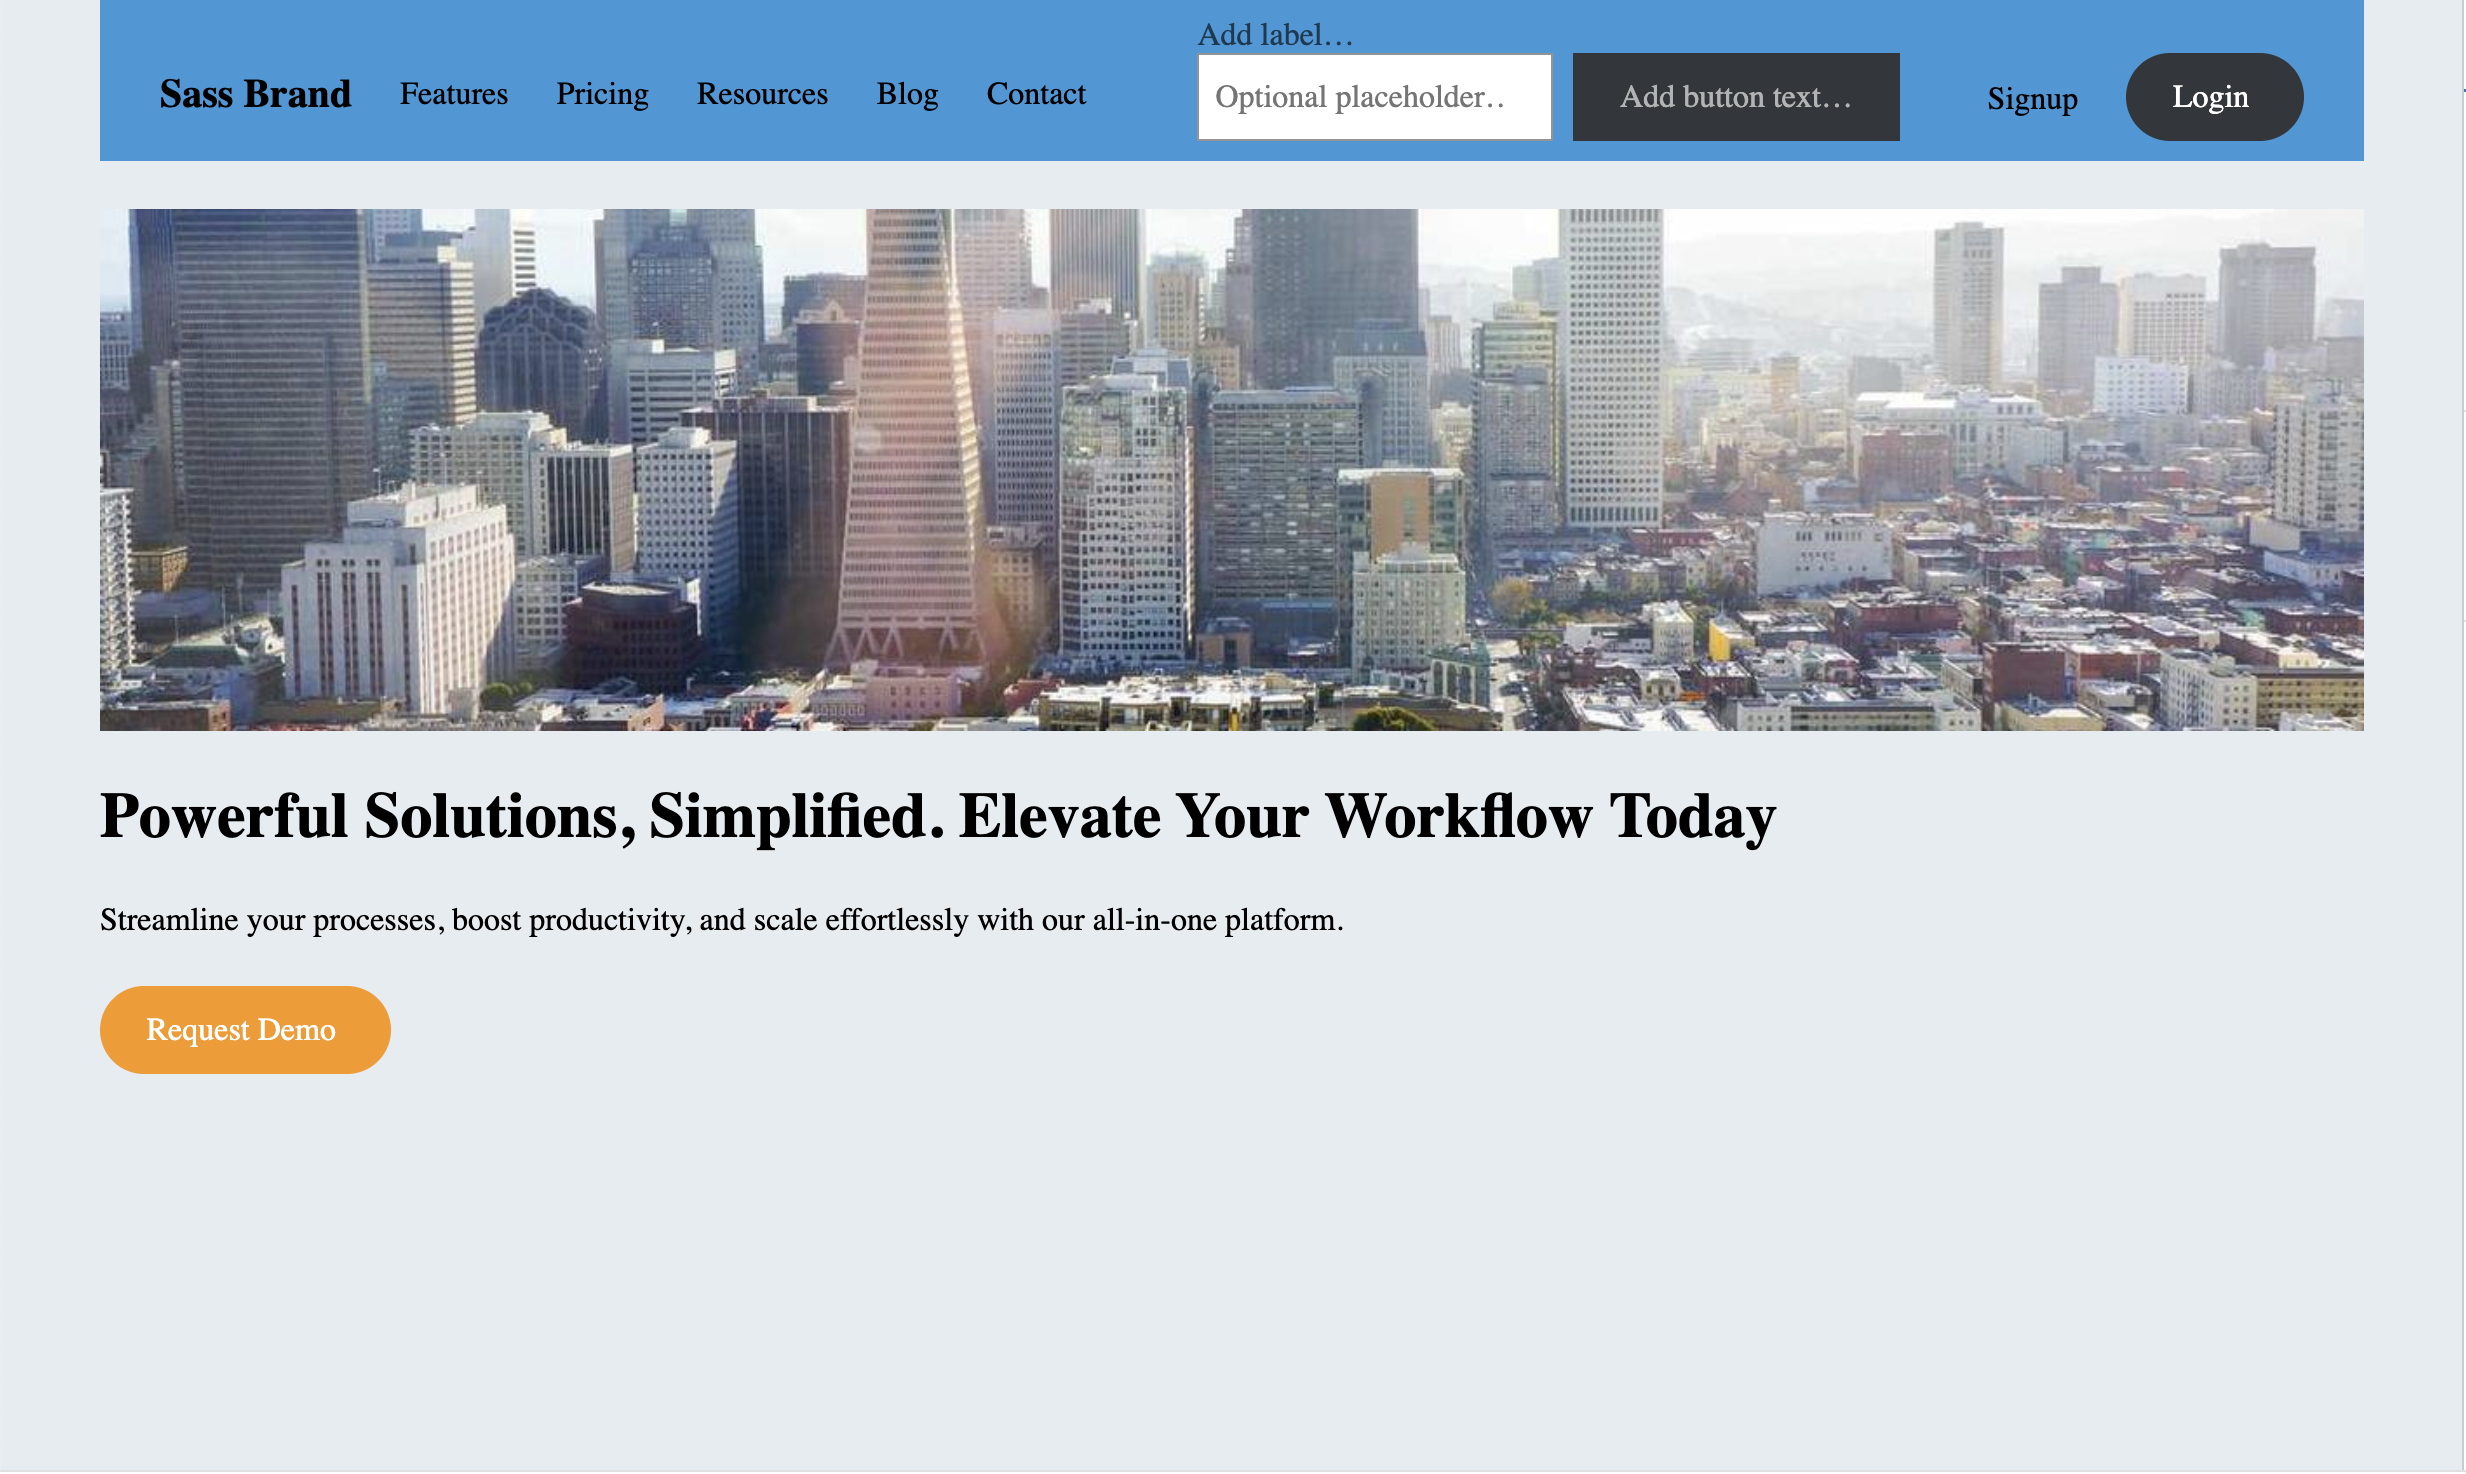 Add label…
Sass Brand Features Pricing Resources Blog Contact Optional placeholder.. Add button text… Signup Login
Powerful Solutions, Simplified. Elevate Your Workflow Today
Streamline your processes, boost productivity, and scale effortlessly with our all-in-one platform.
Request Demo